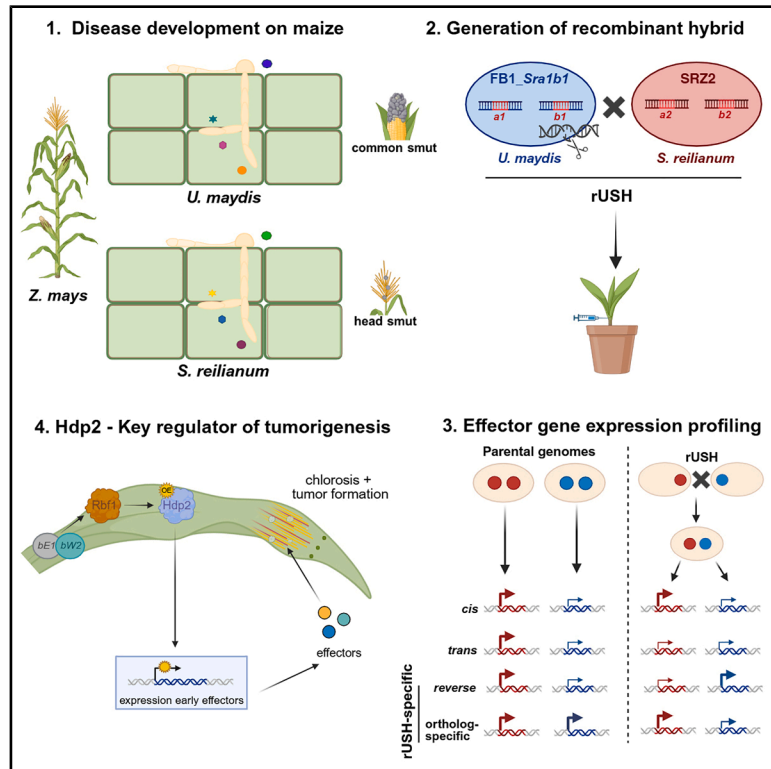 1. Disease development on maize
Z. mays
U. maydis
common smut
S. reilianum
head smut
2. Generation of recombinant hybrid
FB1_Sra1b1
a1
b1
U. maydis
SRZ2
a2
b2
S. reilianum
rUSH
4. Hdp2 - Key regulator of tumorigenesis
chlorosis +
tumor formation
OE
Rbf1
Hdp2
bE1
bW2
effectors
expression early effectors
3. Effector gene expression profiling
Parental genomes
rUSH
cis
trans
reverse
ortholog-
specific
rUSH-specific